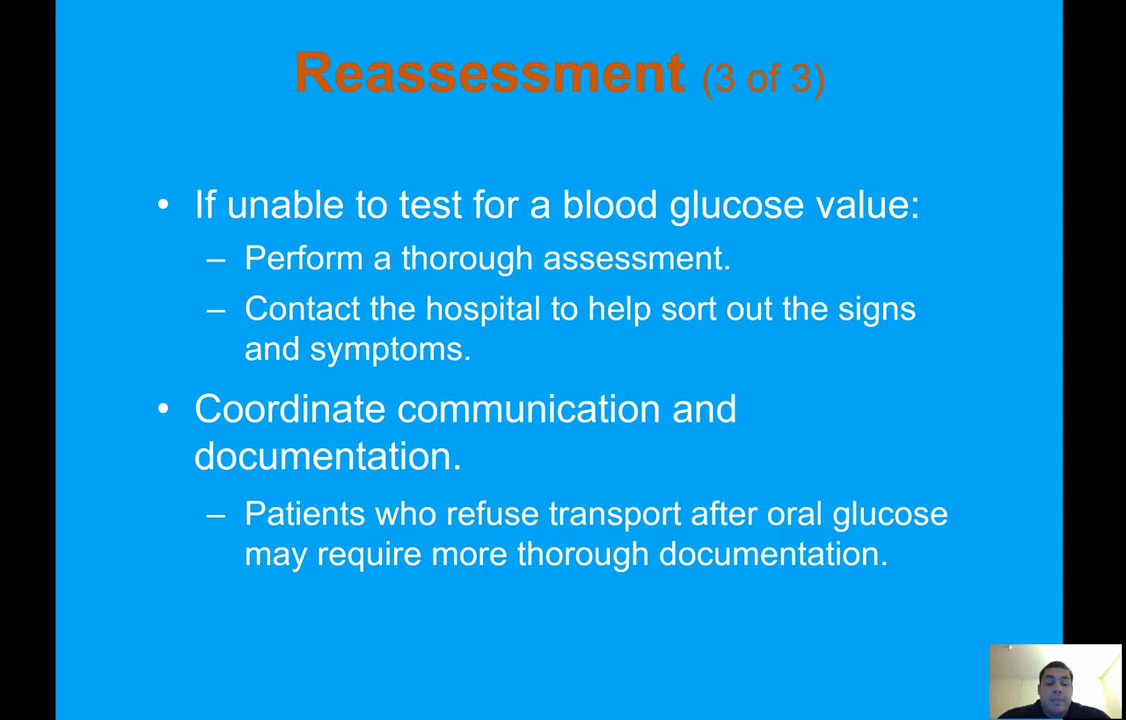 Reassessment (3 of 3)
• If unable to test for a blood glucose value:
– Perform a thorough assessment.
– Contact the hospital to help sort out the signs
and symptoms.
• Coordinate communication and
documentation.
– Patients who refuse transport after oral glucose
may require more thorough documentation.